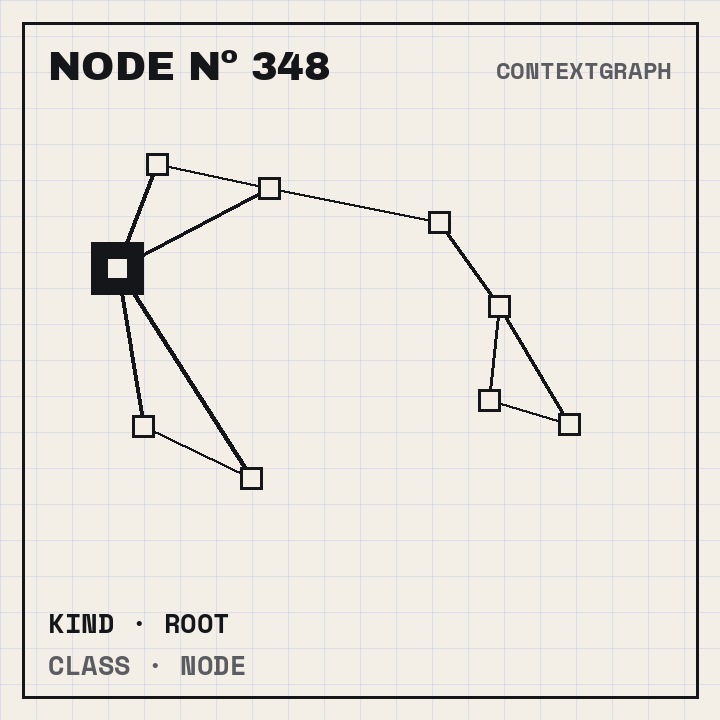 NODE Nº 348
CONTEXTGRAPH
KIND · ROOT
CLASS · NODE